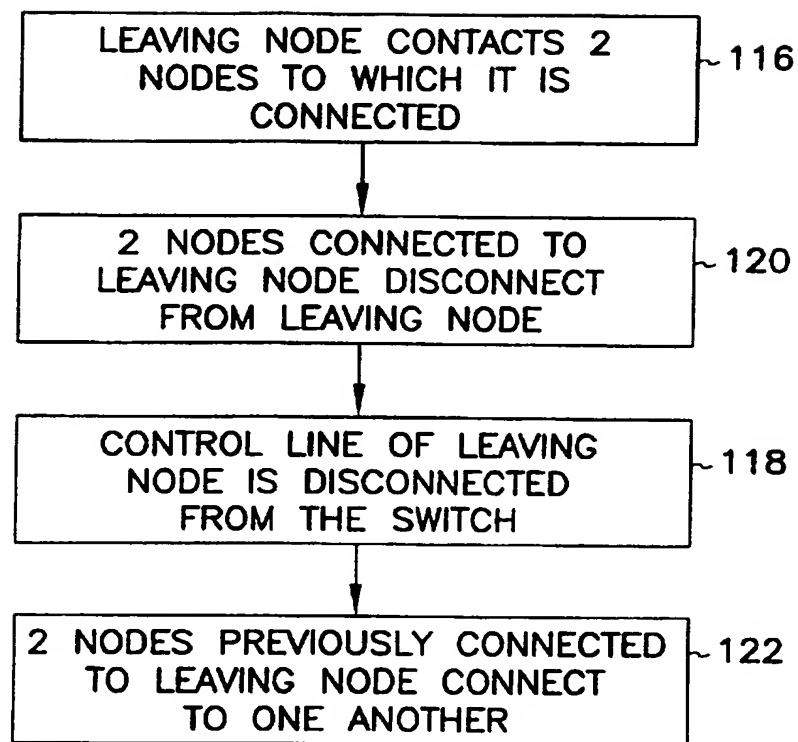 LEAVING NODE CONTACTS 2
NODES TO WHICH IT IS
CONNECTED
116
2 NODES CONNECTED TO
LEAVING NODE DISCONNECT
FROM LEAVING NODE
120
CONTROL LINE OF LEAVING
NODE IS DISCONNECTED
FROM THE SWITCH
118
2 NODES PREVIOUSLY CONNECTED
TO LEAVING NODE CONNECT
TO ONE ANOTHER
122